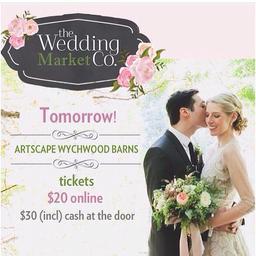 the
Wedding
Market Co.
Tomorrow!
ARTSCAPE WYCHWOOD BARNS
tickets
$20 online
$30 (incl) cash at the door